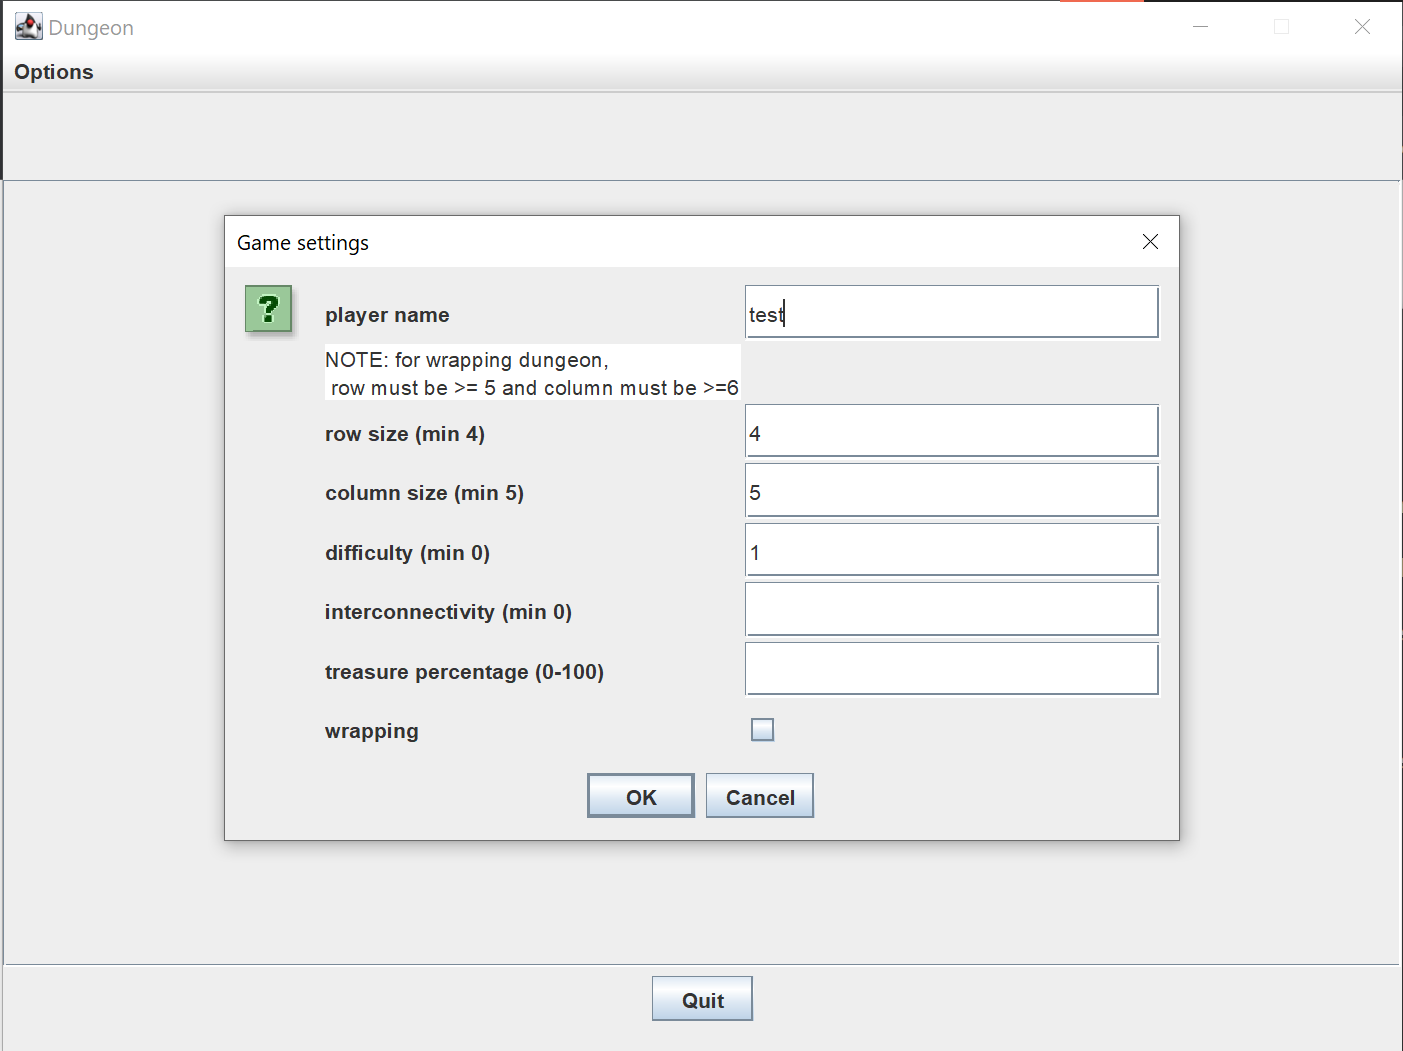 Dungeon
Options
Game settings
?
player name test
NOTE: for wrapping dungeon,
row must be >= 5 and column must be >=6
row size (min 4) 4
column size (min 5) 5
difficulty (min 0) 1
interconnectivity (min 0)
treasure percentage (0-100)
wrapping
OK Cancel
Quit